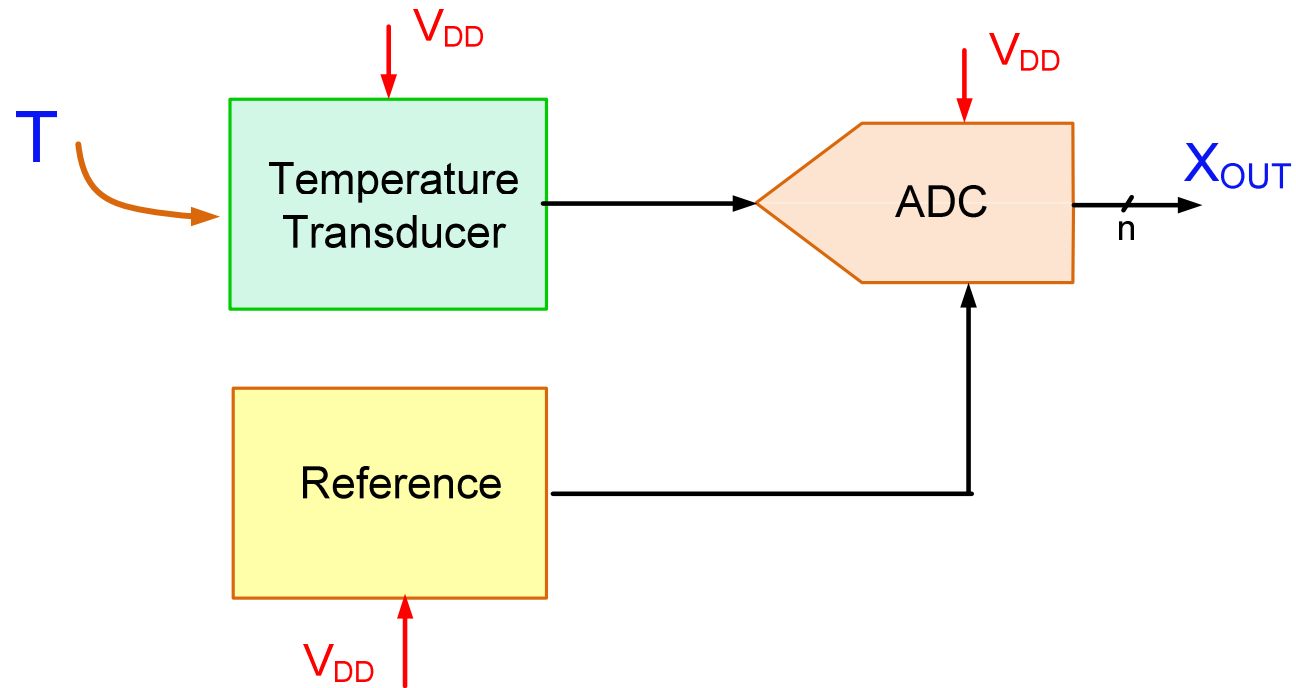 VDD
VDD
T
Temperature
Transducer
ADC
XOUT
n
Reference
VDD